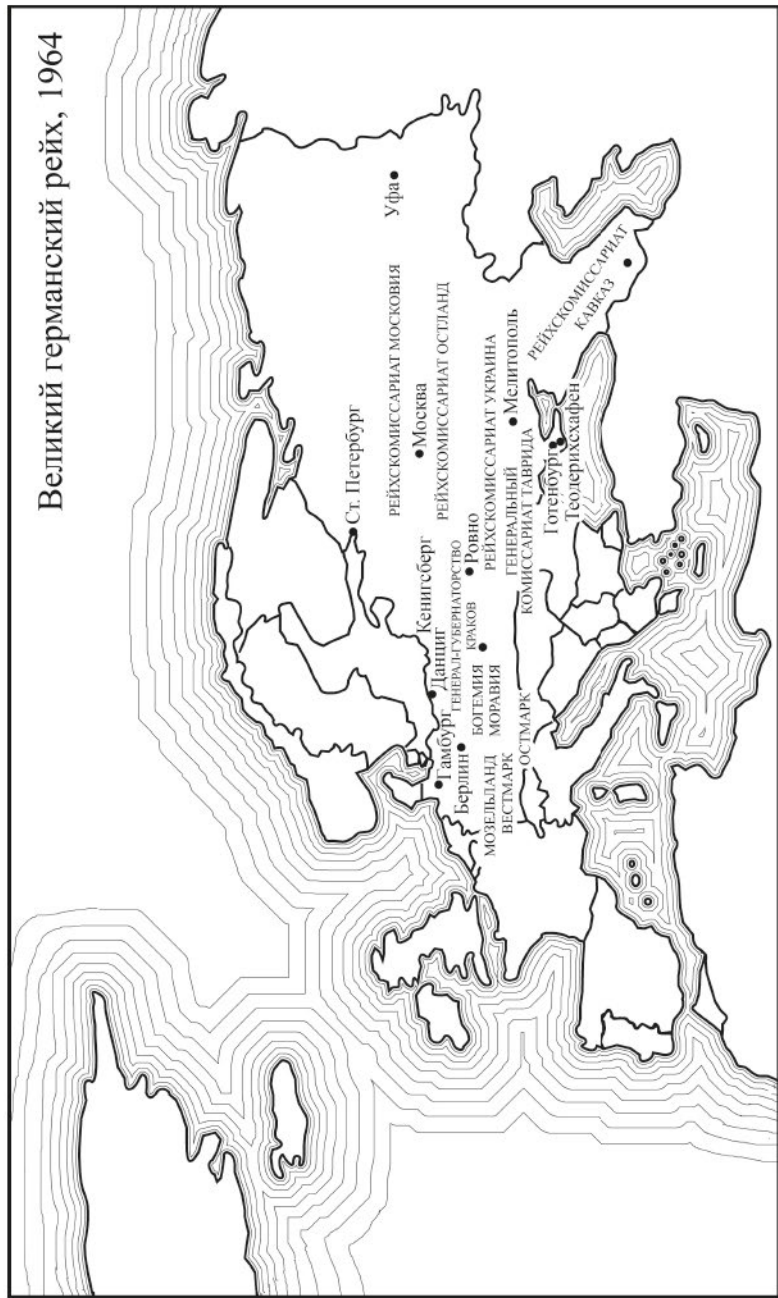 Великий германский рейх, 1964
Уфа
Ст. Петербург
РЕЙХСКОМИССАРИАТ МОСКОВИЯ
Москва
РЕЙХСКОМИССАРИАТ ОСТЛАНД
Кенигсберг
Данциг
ГЕНЕРАЛ-ГУБЕРНАТОРСТВО
Гамбург
Берлин
КРАКОВ
Ровно
БОГЕМИЯ
МОРАВИЯ
РЕЙХСКОМИССАРИАТ УКРАИНА
МОЗЕЛЬЛАНД
ВЕСТМАРК
ОСТМАРК
ГЕНЕРАЛЬНЫЙ
КОМИССАРИАТ ТАВРИДА
Мелитополь
Готенбург
Теодерихсхафен
РЕЙХСКОМИССАРИАТ
КАВКАЗ